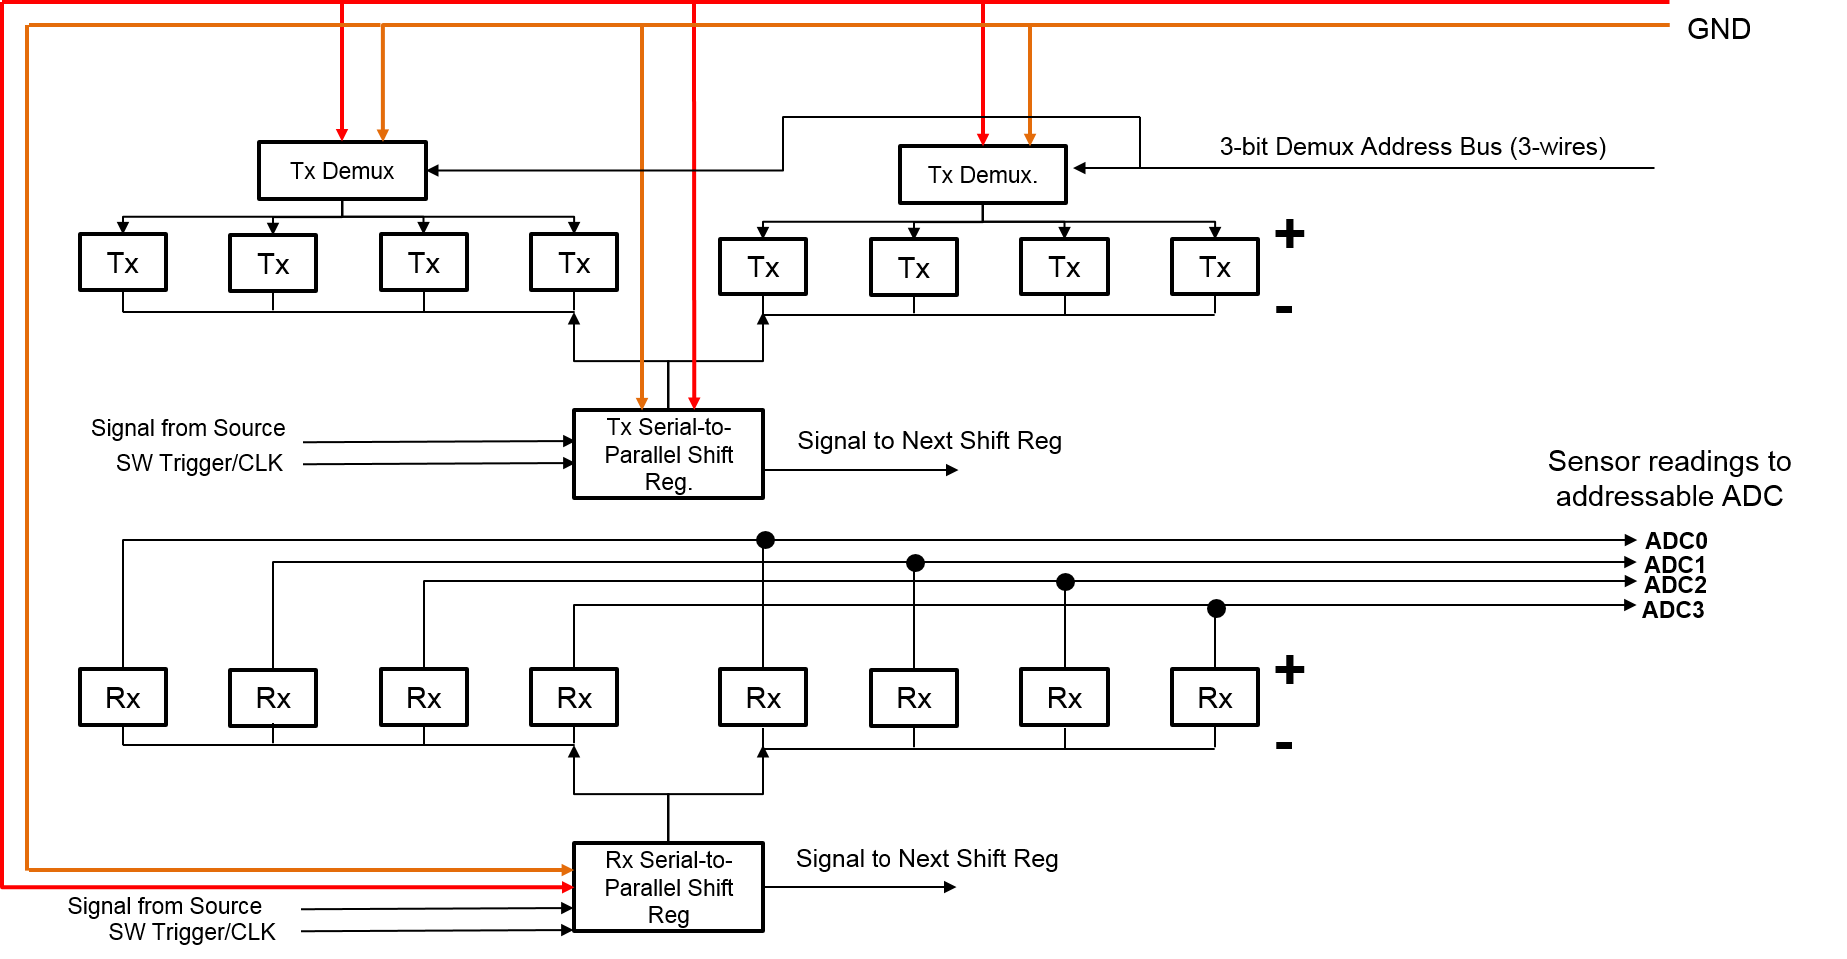 GND
3-bit Demux Address Bus (3-wires)
Tx Demux
Tx Demux.
Tx
Tx
Tx
Tx
Tx
Tx
Tx
Tx
+
-
Signal from Source
SW Trigger/CLK
Tx Serial-to-
Parallel Shift
Reg.
Signal to Next Shift Reg
Sensor readings to
addressable ADC
ADC0
ADC1
ADC2
ADC3
Rx
Rx
Rx
Rx
Rx
Rx
Rx
Rx
+
-
Rx Serial-to-
Parallel Shift
Reg
Signal to Next Shift Reg
Signal from Source
SW Trigger/CLK